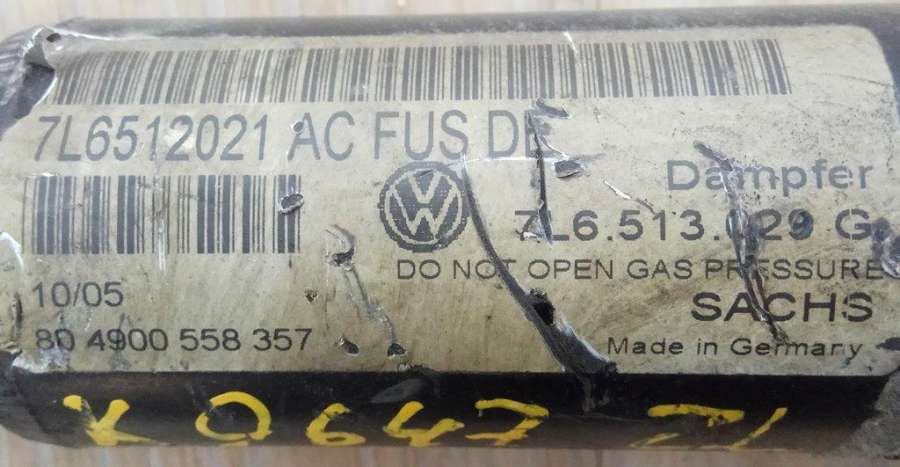 7L6512021 AC FUS DE
Dämpfer
VW
7L6.513.029 G
DO NOT OPEN GAS PRESSURE
10/05
SACHS
80 4900 558 357
Made in Germany